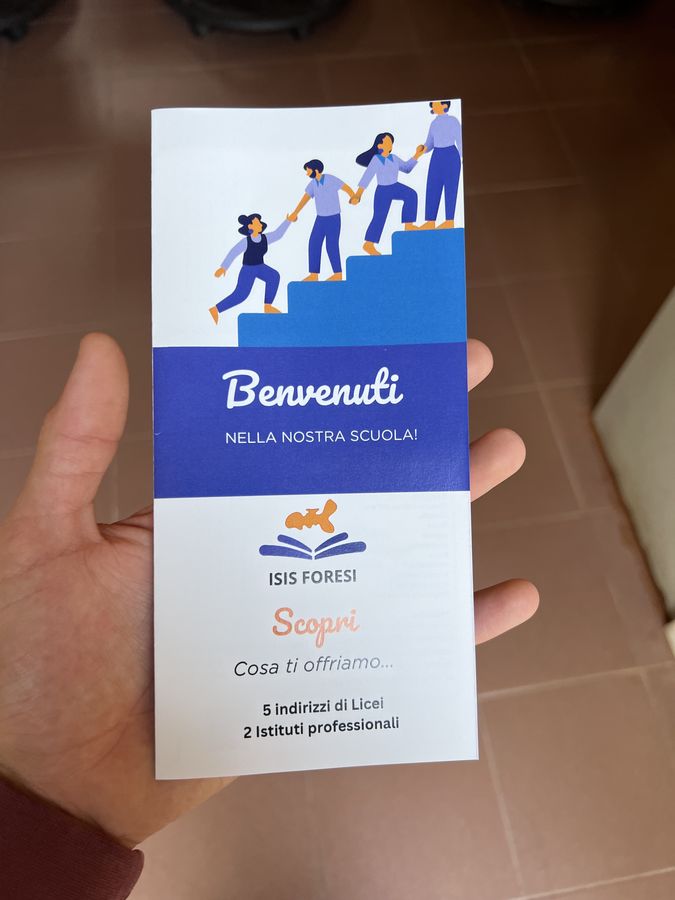 Benvenuti
NELLA NOSTRA SCUOLA!
ISIS FORESI
Scopri
Cosa ti offriamo...
5 indirizzi di Licei
2 Istituti professionali